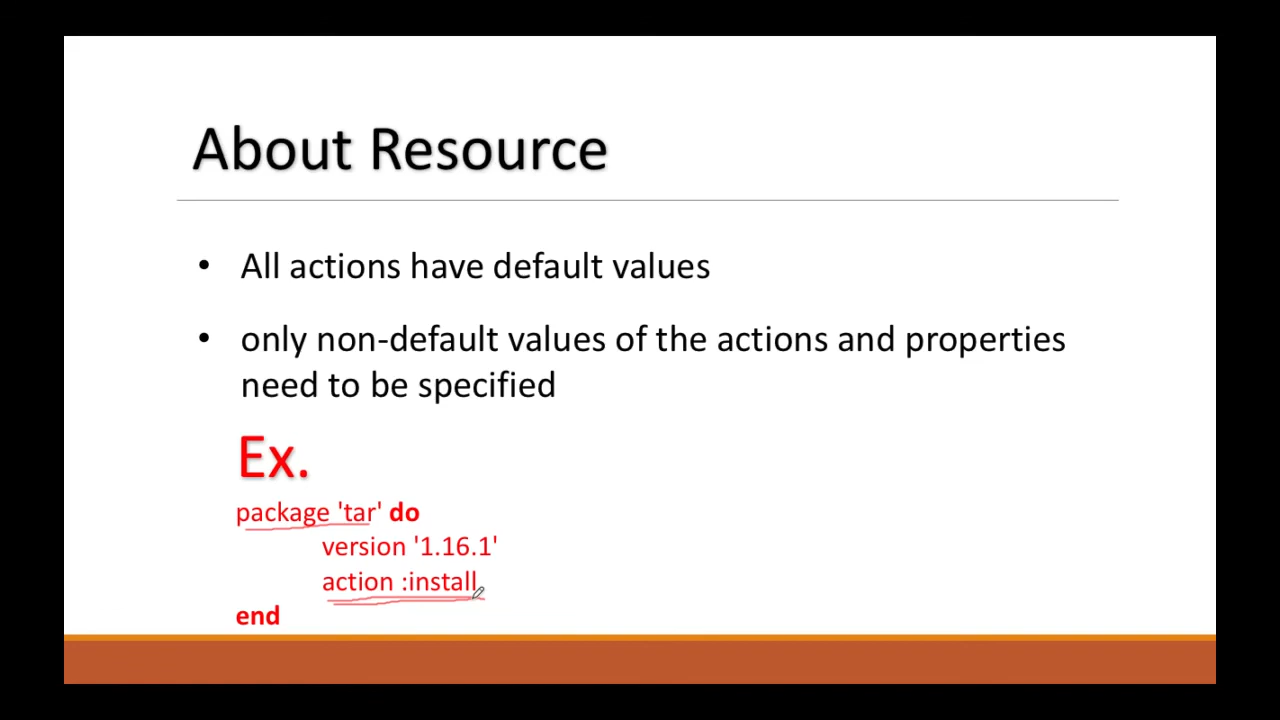 About Resource
• All actions have default values
• only non-default values of the actions and properties
need to be specified
Ex.
package 'tar' do
version '1.16.1'
action :install
end